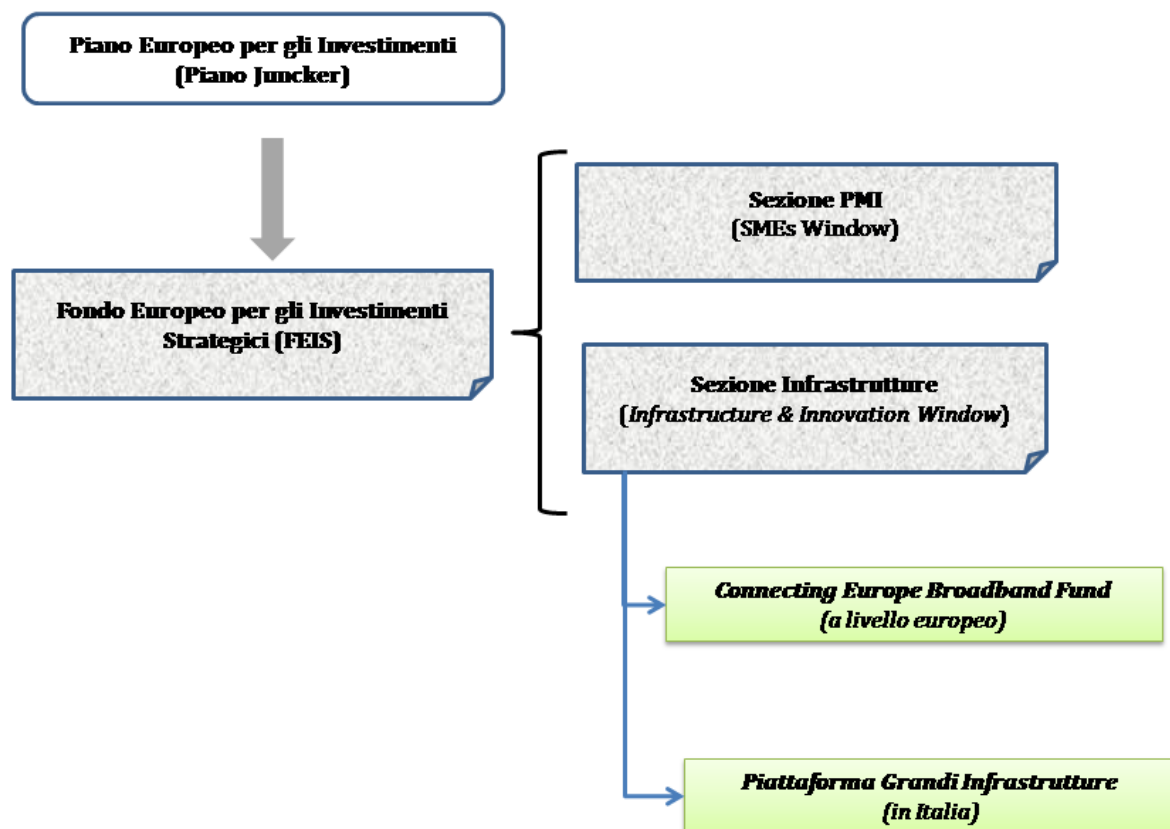 Piano Europeo per gli Investimenti
(Piano Juncker)
Fondo Europeo per gli Investimenti
Strategici (FEIS)
Sezione PMI
(SMEs Window)
Sezione Infrastrutture
(Infrastructure & Innovation Window)
Connecting Europe Broadband Fund
(a livello europeo)
Piattaforma Grandi Infrastrutture
(in Italia)